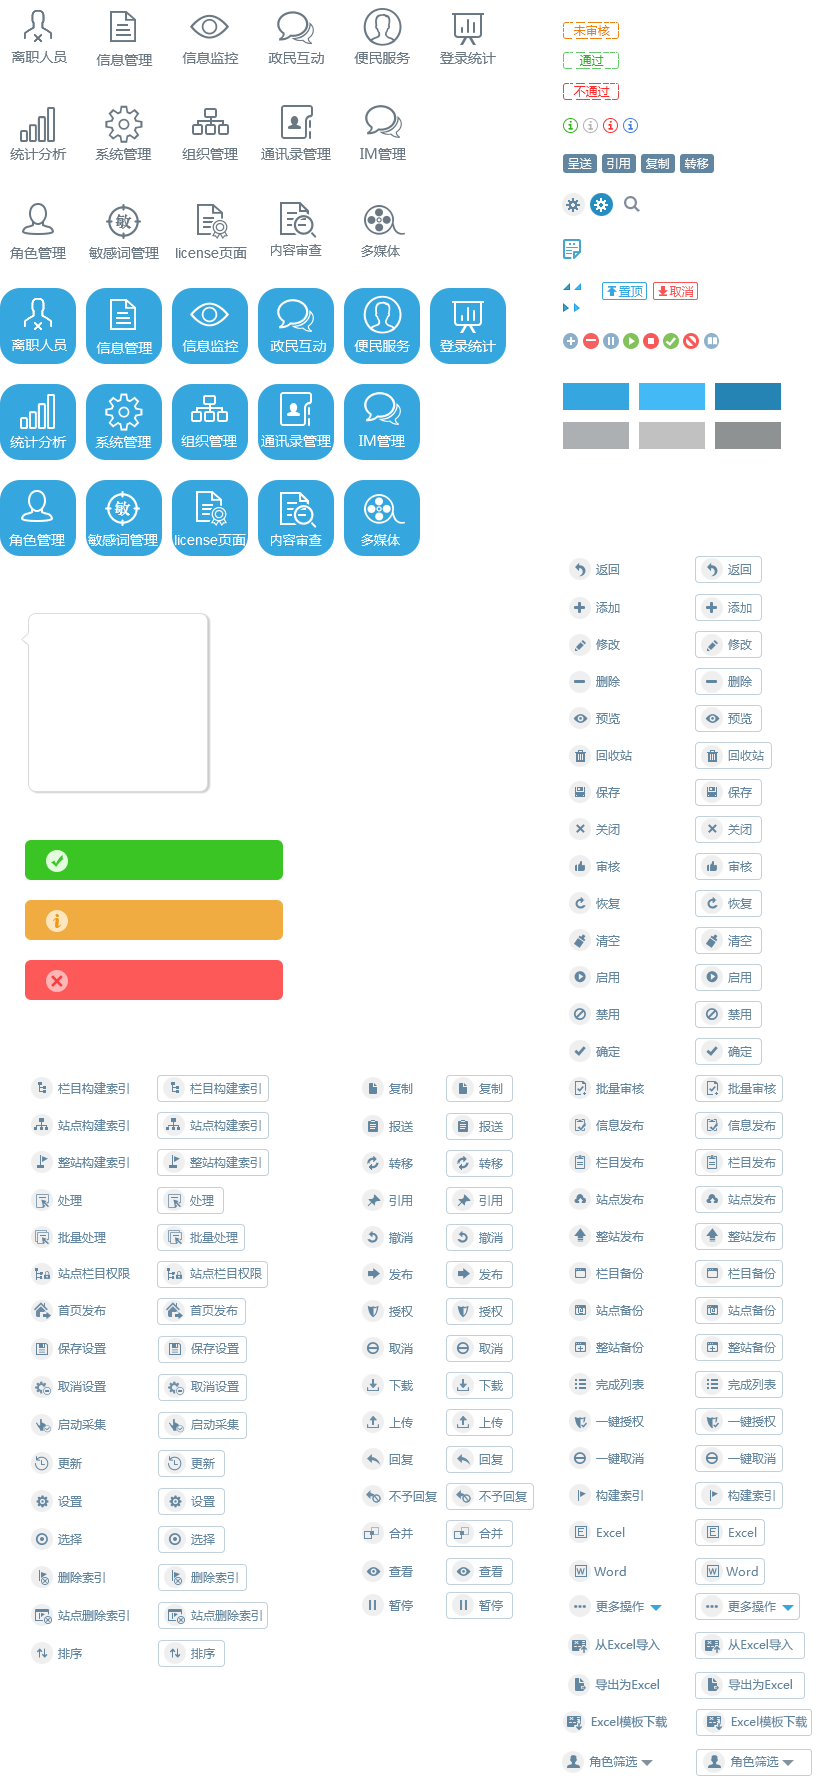 离职人员 信息管理 信息监控 政民互动 便民服务 登录统计
统计分析 系统管理 组织管理 通讯录管理 IM管理
角色管理 敏感词管理 license页面 内容审查 多媒体
离职人员 信息管理 信息监控 政民互动 便民服务 登录统计
统计分析 系统管理 组织管理 通讯录管理 IM管理
角色管理 敏感词管理 license页面 内容审查 多媒体
未审核
通过
不通过
呈送 引用 复制 转移
置顶 取消
返回 返回
添加 添加
修改 修改
删除 删除
预览 预览
回收站 回收站
保存 保存
关闭 关闭
审核 审核
恢复 恢复
清空 清空
启用 启用
禁用 禁用
确定 确定
批量审核 批量审核
信息发布 信息发布
栏目发布 栏目发布
站点发布 站点发布
整站发布 整站发布
栏目备份 栏目备份
站点备份 站点备份
整站备份 整站备份
完成列表 完成列表
一键授权 一键授权
一键取消 一键取消
构建索引 构建索引
Excel Excel
Word Word
更多操作 更多操作
从Excel导入 从Excel导入
导出为Excel 导出为Excel
Excel模板下载 Excel模板下载
角色筛选 角色筛选
栏目构建索引 栏目构建索引
站点构建索引 站点构建索引
整站构建索引 整站构建索引
处理 处理
批量处理 批量处理
站点栏目权限 站点栏目权限
首页发布 首页发布
保存设置 保存设置
取消设置 取消设置
启动采集 启动采集
更新 更新
设置 设置
选择 选择
删除索引 删除索引
站点删除索引 站点删除索引
排序 排序
复制 复制
报送 报送
转移 转移
引用 引用
撤消 撤消
发布 发布
授权 授权
取消 取消
下载 下载
上传 上传
回复 回复
不予回复 不予回复
合并 合并
查看 查看
暂停 暂停